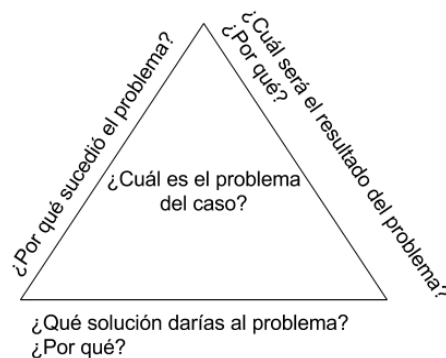 ¿Por qué sucedió el problema?
¿Cuál será el resultado del problema?
¿Por qué?
¿Cuál es el problema
del caso?
¿Qué solución darías al problema?
¿Por qué?